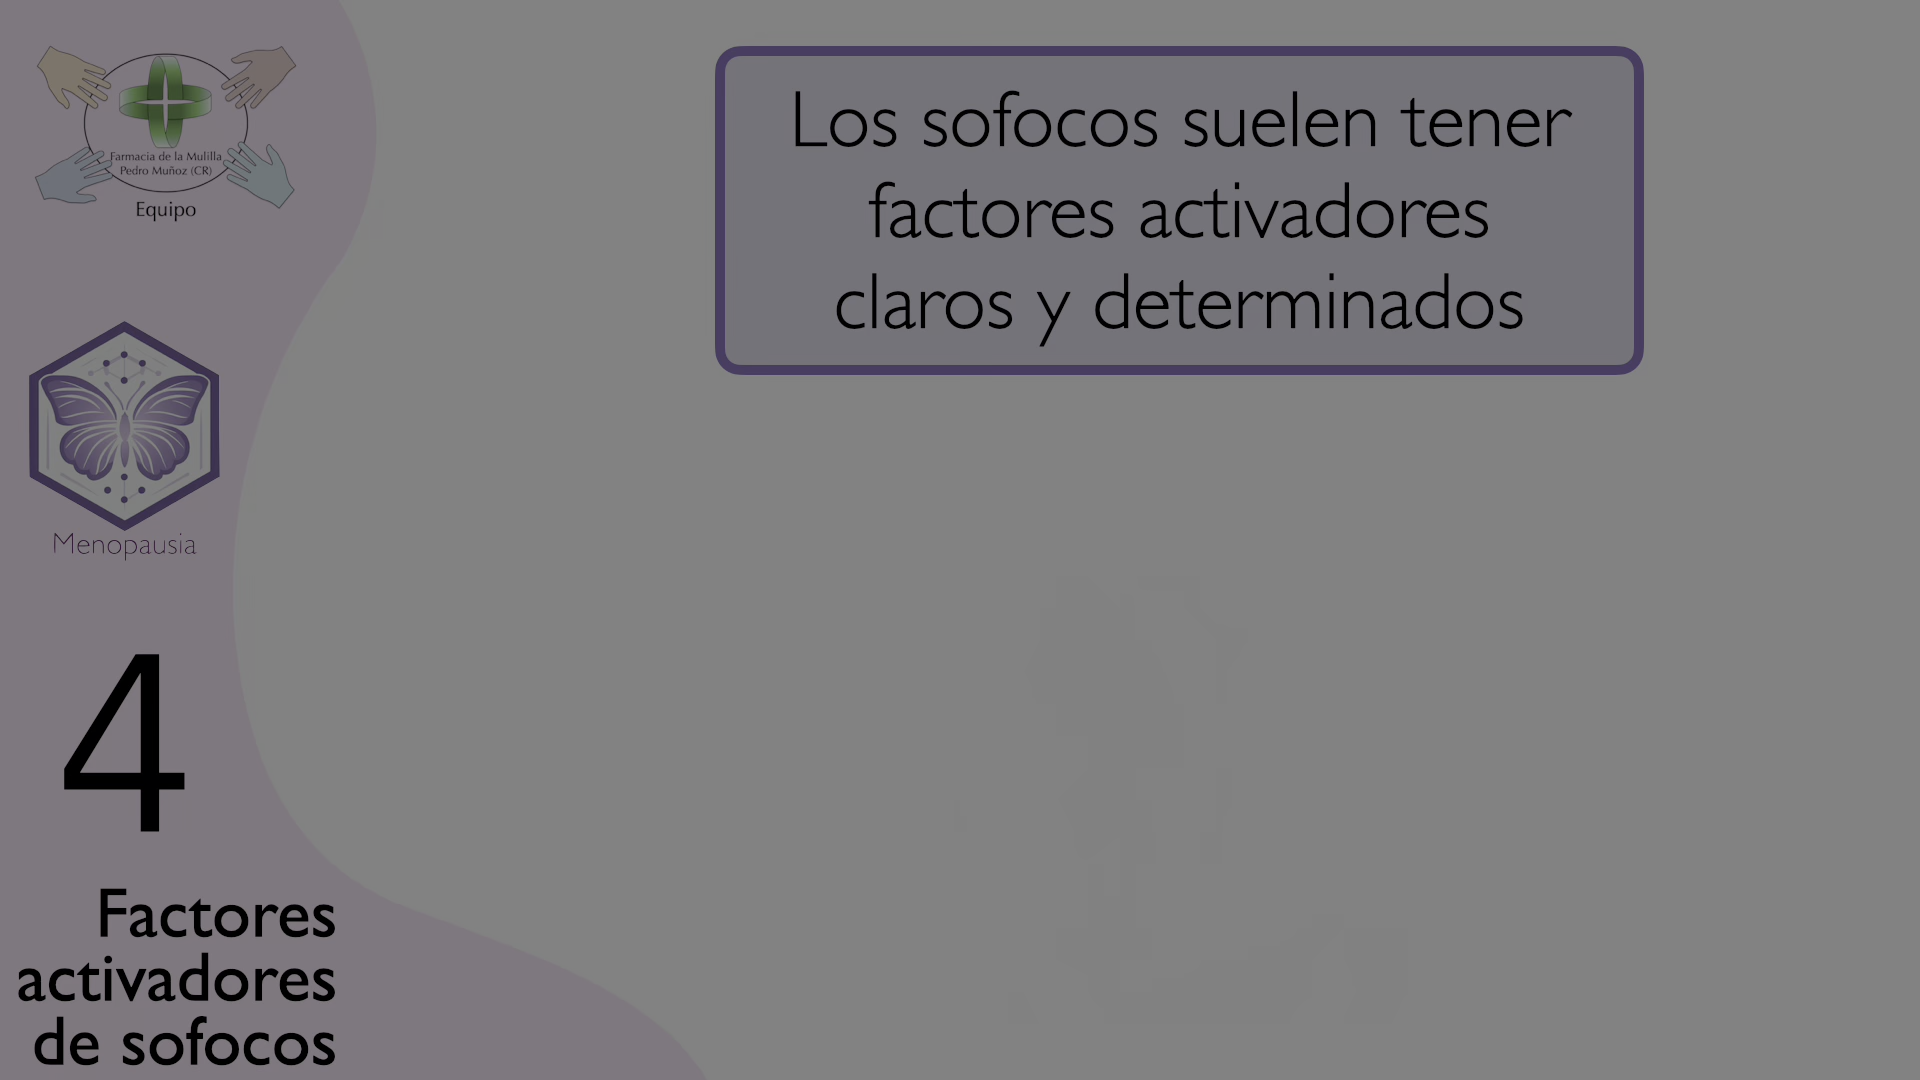 Farmacia de la Mulilla
Pedro Muñoz (CR)
Equipo
Menopausia
4
Factores
activadores
de sofocos
Los sofocos suelen tener
factores activadores
claros y determinados